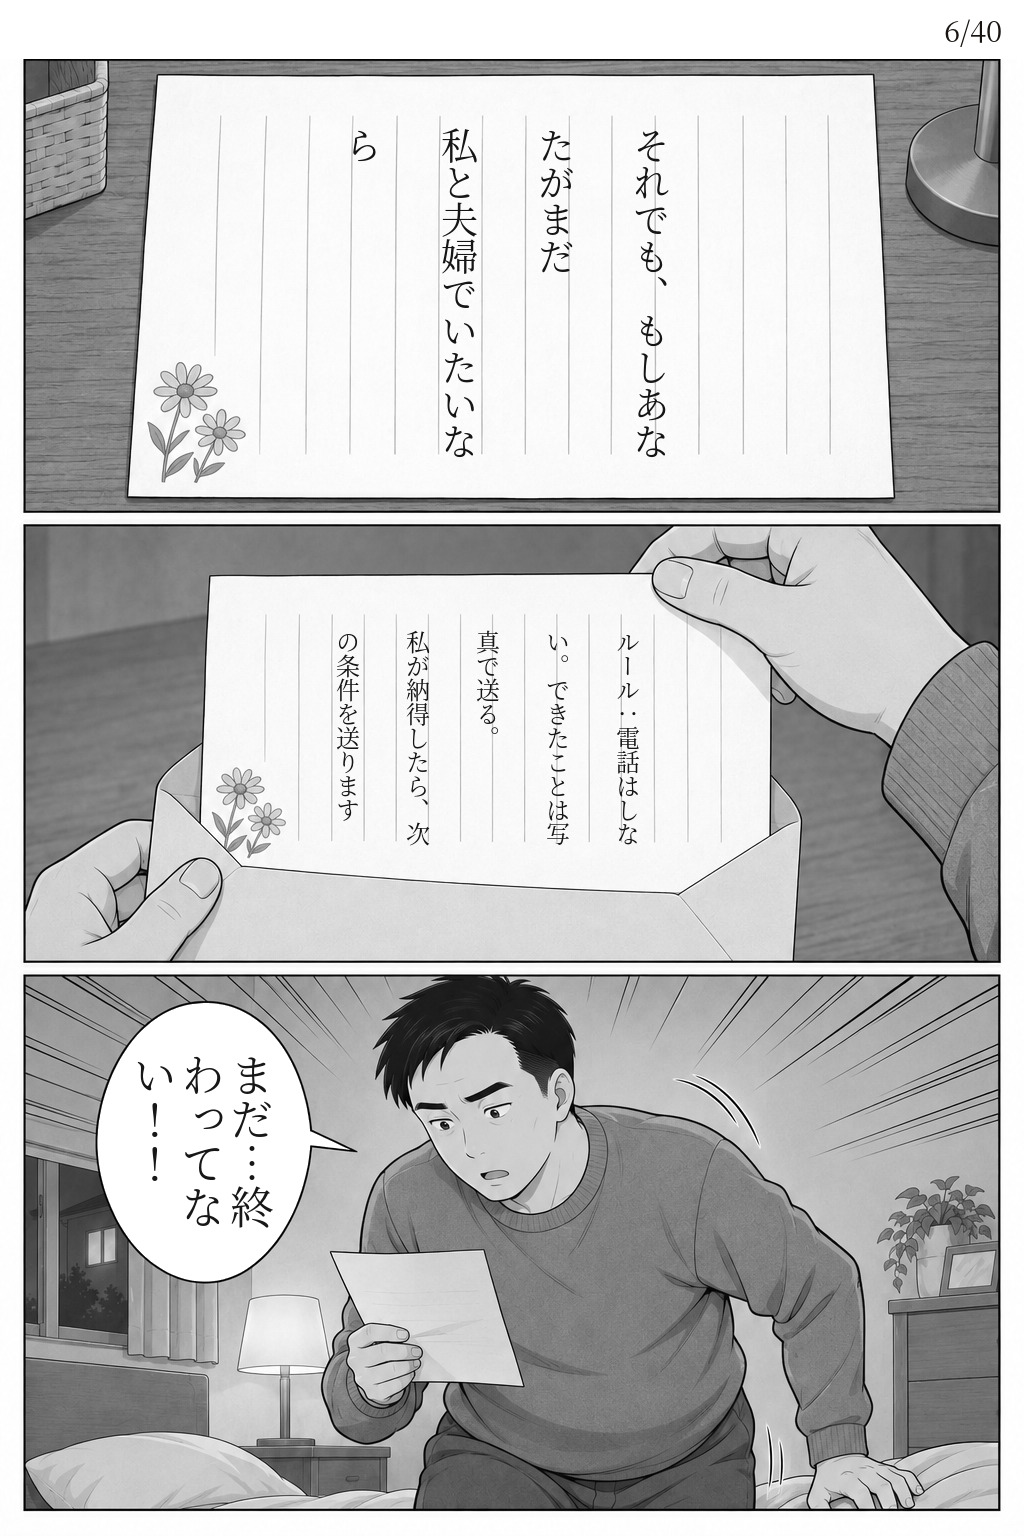 6/40
それでも、もしあな
たがまだ
私と夫婦でいたいな
ら
ルール：電話はしな
い。できたことは写
真で送る。
私が納得したら、次
の条件を送ります
まだ…終
わってな
い！！